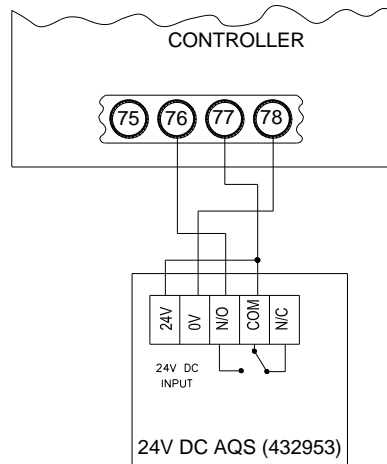 CONTROLLER
75 76 77 78
24V 0V N/O COM N/C
24V DC
INPUT
24V DC AQS (432953)